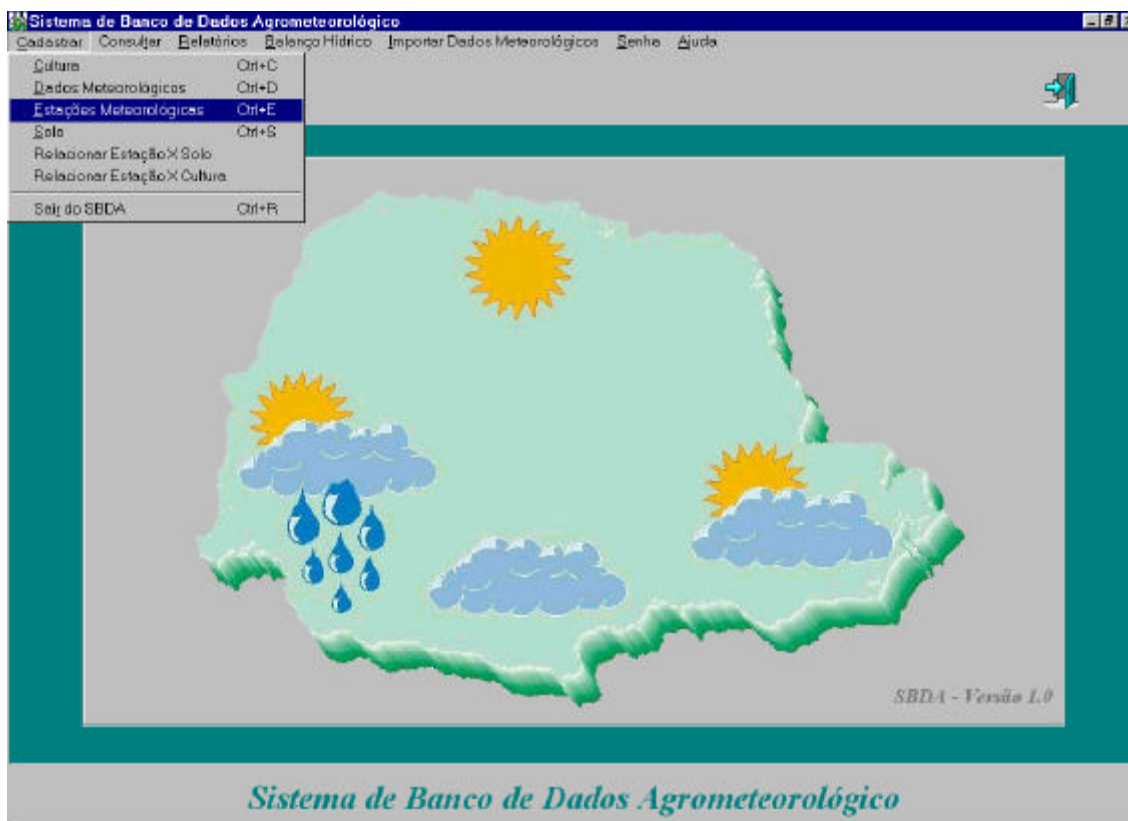 Sistema de Banco de Dados Agrometeorológico
Cadastrar Consultar Relatórios Balanço Hídrico Importar Dados Meteorológicos Senha Ajuda
Cultura Ctrl+C
Dados Meteorológicos Ctrl+D
Estações Meteorológicas Ctrl+E
Solo Ctrl+S
Relacionar Estação X Solo
Relacionar Estação X Cultura
Sair do SBDA Ctrl+R
SBDA - Versão 1.0
Sistema de Banco de Dados Agrometeorológico